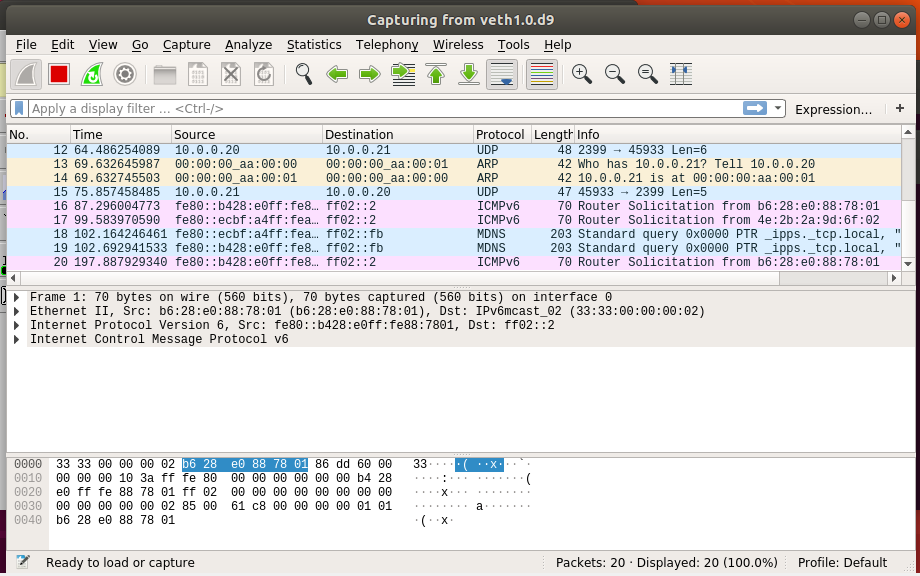 Capturing from veth1.0.d9
File Edit View Go Capture Analyze Statistics Telephony Wireless Tools Help
Apply a display filter ... <Ctrl-/> Expression... +
No. Time Source Destination Protocol Length Info
12 64.486254089 10.0.0.20 10.0.0.21 UDP 48 2399 → 45933 Len=6
13 69.632645987 00:00:00_aa:00:00 00:00:00_aa:00:01 ARP 42 Who has 10.0.0.21? Tell 10.0.0.20
14 69.632745503 00:00:00_aa:00:01 00:00:00_aa:00:00 ARP 42 10.0.0.21 is at 00:00:00:aa:00:01
15 75.857458485 10.0.0.21 10.0.0.20 UDP 47 45933 → 2399 Len=5
16 87.296004773 fe80::b428:e0ff:fe8… ff02::2 ICMPv6 70 Router Solicitation from b6:28:e0:88:78:01
17 99.583970590 fe80::ecbf:a4ff:fea… ff02::2 ICMPv6 70 Router Solicitation from 4e:2b:2a:9d:6f:02
18 102.164246461 fe80::ecbf:a4ff:fea… ff02::fb MDNS 203 Standard query 0x0000 PTR _ipps._tcp.local, "
19 102.692941533 fe80::b428:e0ff:fe8… ff02::fb MDNS 203 Standard query 0x0000 PTR _ipps._tcp.local, "
20 197.887929340 fe80::b428:e0ff:fe8… ff02::2 ICMPv6 70 Router Solicitation from b6:28:e0:88:78:01
Frame 1: 70 bytes on wire (560 bits), 70 bytes captured (560 bits) on interface 0
Ethernet II, Src: b6:28:e0:88:78:01 (b6:28:e0:88:78:01), Dst: IPv6mcast_02 (33:33:00:00:00:02)
Internet Protocol Version 6, Src: fe80::b428:e0ff:fe88:7801, Dst: ff02::2
Internet Control Message Protocol v6
0000 33 33 00 00 00 02 b6 28 e0 88 78 01 86 dd 60 00 33·····( ··x···`·
0010 00 00 00 10 3a ff fe 80 00 00 00 00 00 00 b4 28 ····:··· ·······(
0020 e0 ff fe 88 78 01 ff 02 00 00 00 00 00 00 00 00 ····x··· ········
0030 00 00 00 00 00 02 85 00 61 c8 00 00 00 00 01 01 ········ a·······
0040 b6 28 e0 88 78 01 ·(··x·
Ready to load or capture Packets: 20 · Displayed: 20 (100.0%) Profile: Default